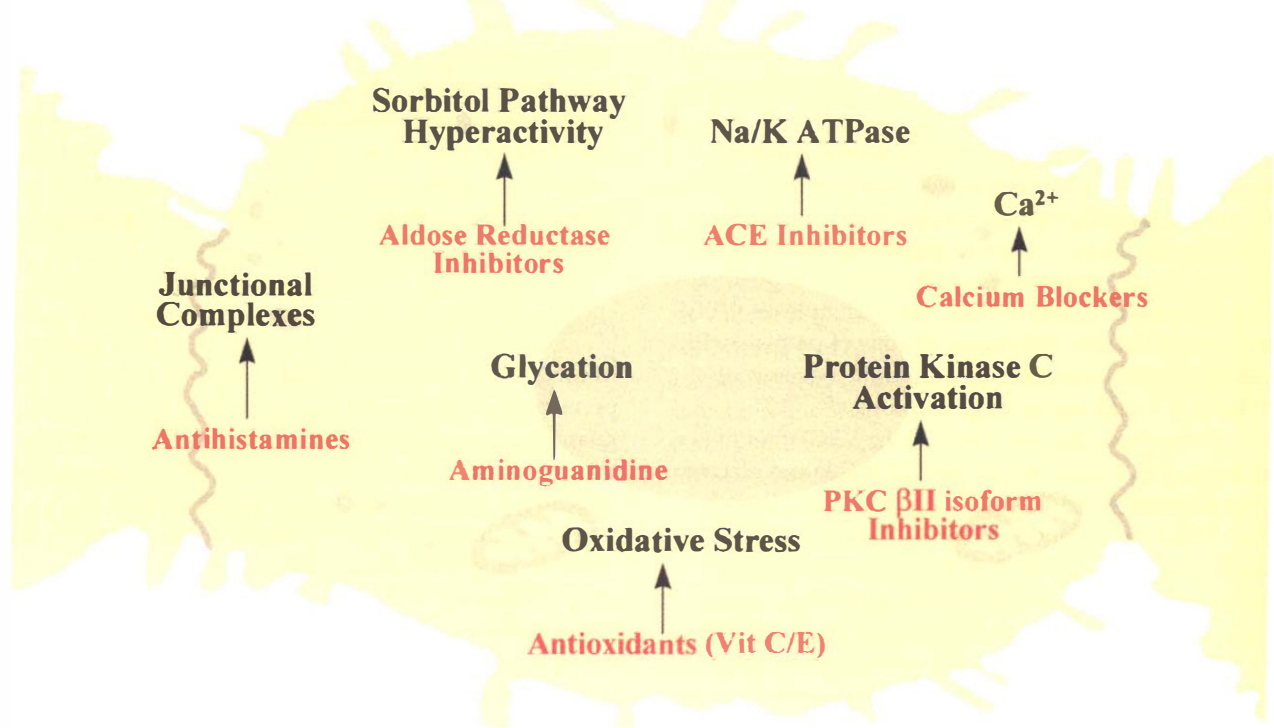 Sorbitol Pathway
Hyperactivity
Na/K ATPase
Ca²⁺
Aldose Reductase
Inhibitors
ACE Inhibitors
Calcium Blockers
Junctional
Complexes
Glycation
Protein Kinase C
Activation
Antihistamines
Aminoguanidine
PKC βII isoform
Inhibitors
Oxidative Stress
Antioxidants (Vit C/E)